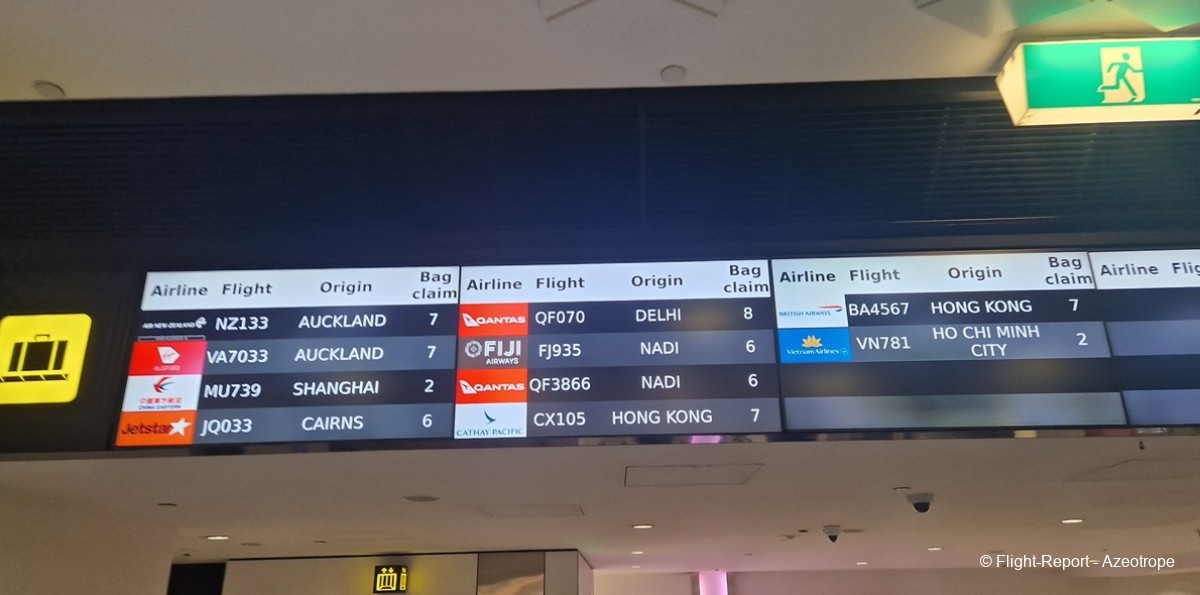 Airline Flight Origin Bag claim
AIR NEW ZEALAND NZ133 AUCKLAND 7
australia VA7033 AUCKLAND 7
CHINA EASTERN MU739 SHANGHAI 2
Jetstar JQ033 CAIRNS 6
Airline Flight Origin Bag claim
QANTAS QF070 DELHI 8
FIJI AIRWAYS FJ935 NADI 6
QANTAS QF3866 NADI 6
CATHAY PACIFIC CX105 HONG KONG 7
Airline Flight Origin Bag claim
BRITISH AIRWAYS BA4567 HONG KONG 7
Vietnam Airlines VN781 HO CHI MINH CITY 2
Airline
© Flight-Report - Azeotrope